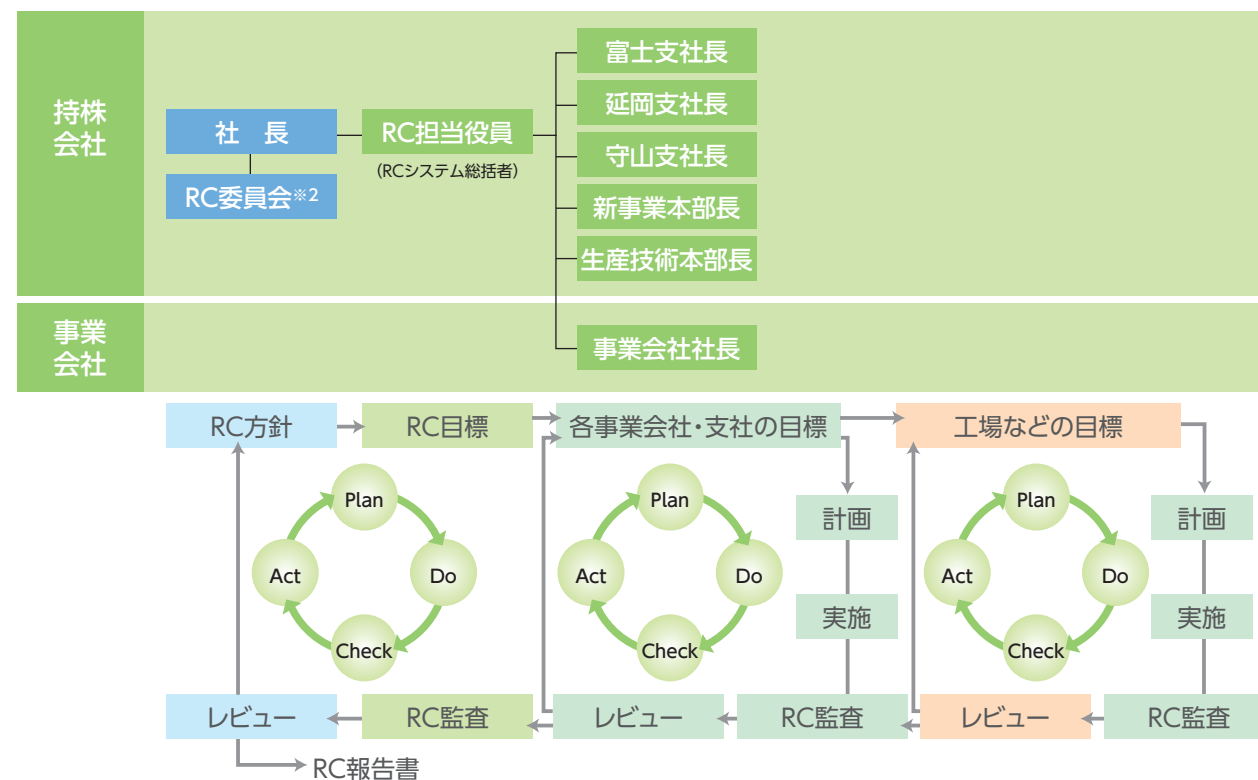 持株
会社
社　長
RC委員会※2
RC担当役員
(RCシステム総括者)
富士支社長
延岡支社長
守山支社長
新事業本部長
生産技術本部長
事業
会社
事業会社社長
RC方針
RC目標
各事業会社・支社の目標
工場などの目標
Plan
Do
Check
Act
Plan
Do
Check
Act
計画
実施
Plan
Do
Check
Act
計画
実施
レビュー
RC監査
レビュー
RC監査
レビュー
RC監査
RC報告書